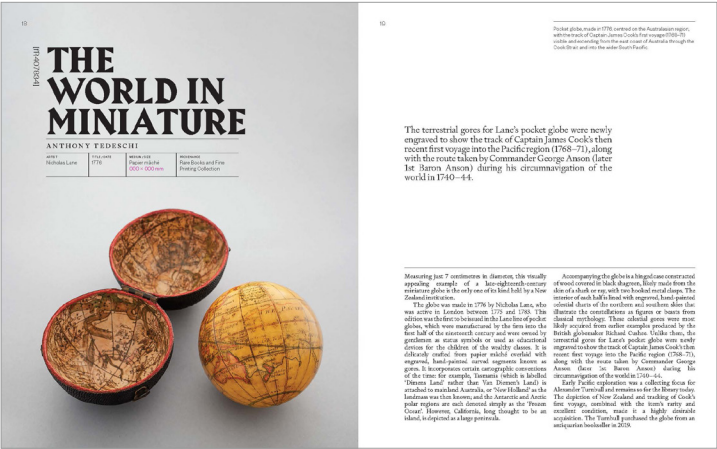 18
[R407934]
THE
WORLD IN
MINIATURE
ANTHONY TEDESCHI
ARTIST
Nicholas Lane
TITLE/DATE
1776
MEDIUM/SIZE
Papier mâché
000 × 000 mm
Rare Books and Fine
Printing Collection
19
Pocket globe, made in 1776, centred on the Australasian region,
with the track of Captain James Cook's first voyage (1768–71)
visible and extending from the east coast of Australia through the
Cook Strait and into the wider South Pacific.
The terrestrial gores for Lane's pocket globe were newly
engraved to show the track of Captain James Cook's then
recent first voyage into the Pacific region (1768–71), along
with the route taken by Commander George Anson (later
1st Baron Anson) during his circumnavigation of the
world in 1740–44.
Measuring just 7 centimetres in diameter, this visually
appealing example of a late-eighteenth-century
miniature globe is the only one of its kind held by a New
Zealand institution.
The globe was made in 1776 by Nicholas Lane, who
was active in London between 1775 and 1783. This
edition was the first to be issued in the Lane line of pocket
globes, which were manufactured by the firm into the
first half of the nineteenth century and were owned by
gentlemen as status symbols or used as educational
devices for the children of the wealthy classes. It is
delicately crafted from papier mâché overlaid with
engraved, hand-painted curved segments known as
gores. It incorporates certain cartographic conventions
of the time: for example, Tasmania (which is labelled
'Dimens Land' rather than Van Diemen's Land) is
attached to mainland Australia, or 'New Holland' as the
landmass was then known; and the Antarctic and Arctic
polar regions are each denoted simply as the 'Frozen
Ocean'. However, California, long thought to be an
island, is depicted as a large peninsula.
Accompanying the globe is a hinged case constructed
of wood covered in black shagreen, likely made from the
skin of a shark or ray, with two hooked metal clasps. The
interior of each half is lined with engraved, hand-painted
celestial charts of the northern and southern skies that
illustrate the constellations as figures or beasts from
classical mythology. These celestial gores were most
likely acquired from earlier examples produced by the
British globemaker Richard Cushee. Unlike them, the
terrestrial gores for Lane's pocket globe were newly
engraved to show the track of Captain James Cook's then
recent first voyage into the Pacific region (1768–71),
along with the route taken by Commander George
Anson (later 1st Baron Anson) during his
circumnavigation of the world in 1740–44.
Early Pacific exploration was a collecting focus for
Alexander Turnbull and remains so for the library today.
The depiction of New Zealand and tracking of Cook's
first voyage, combined with the item's rarity and
excellent condition, made it a highly desirable
acquisition. The Turnbull purchased the globe from an
antiquarian bookseller in 2019.